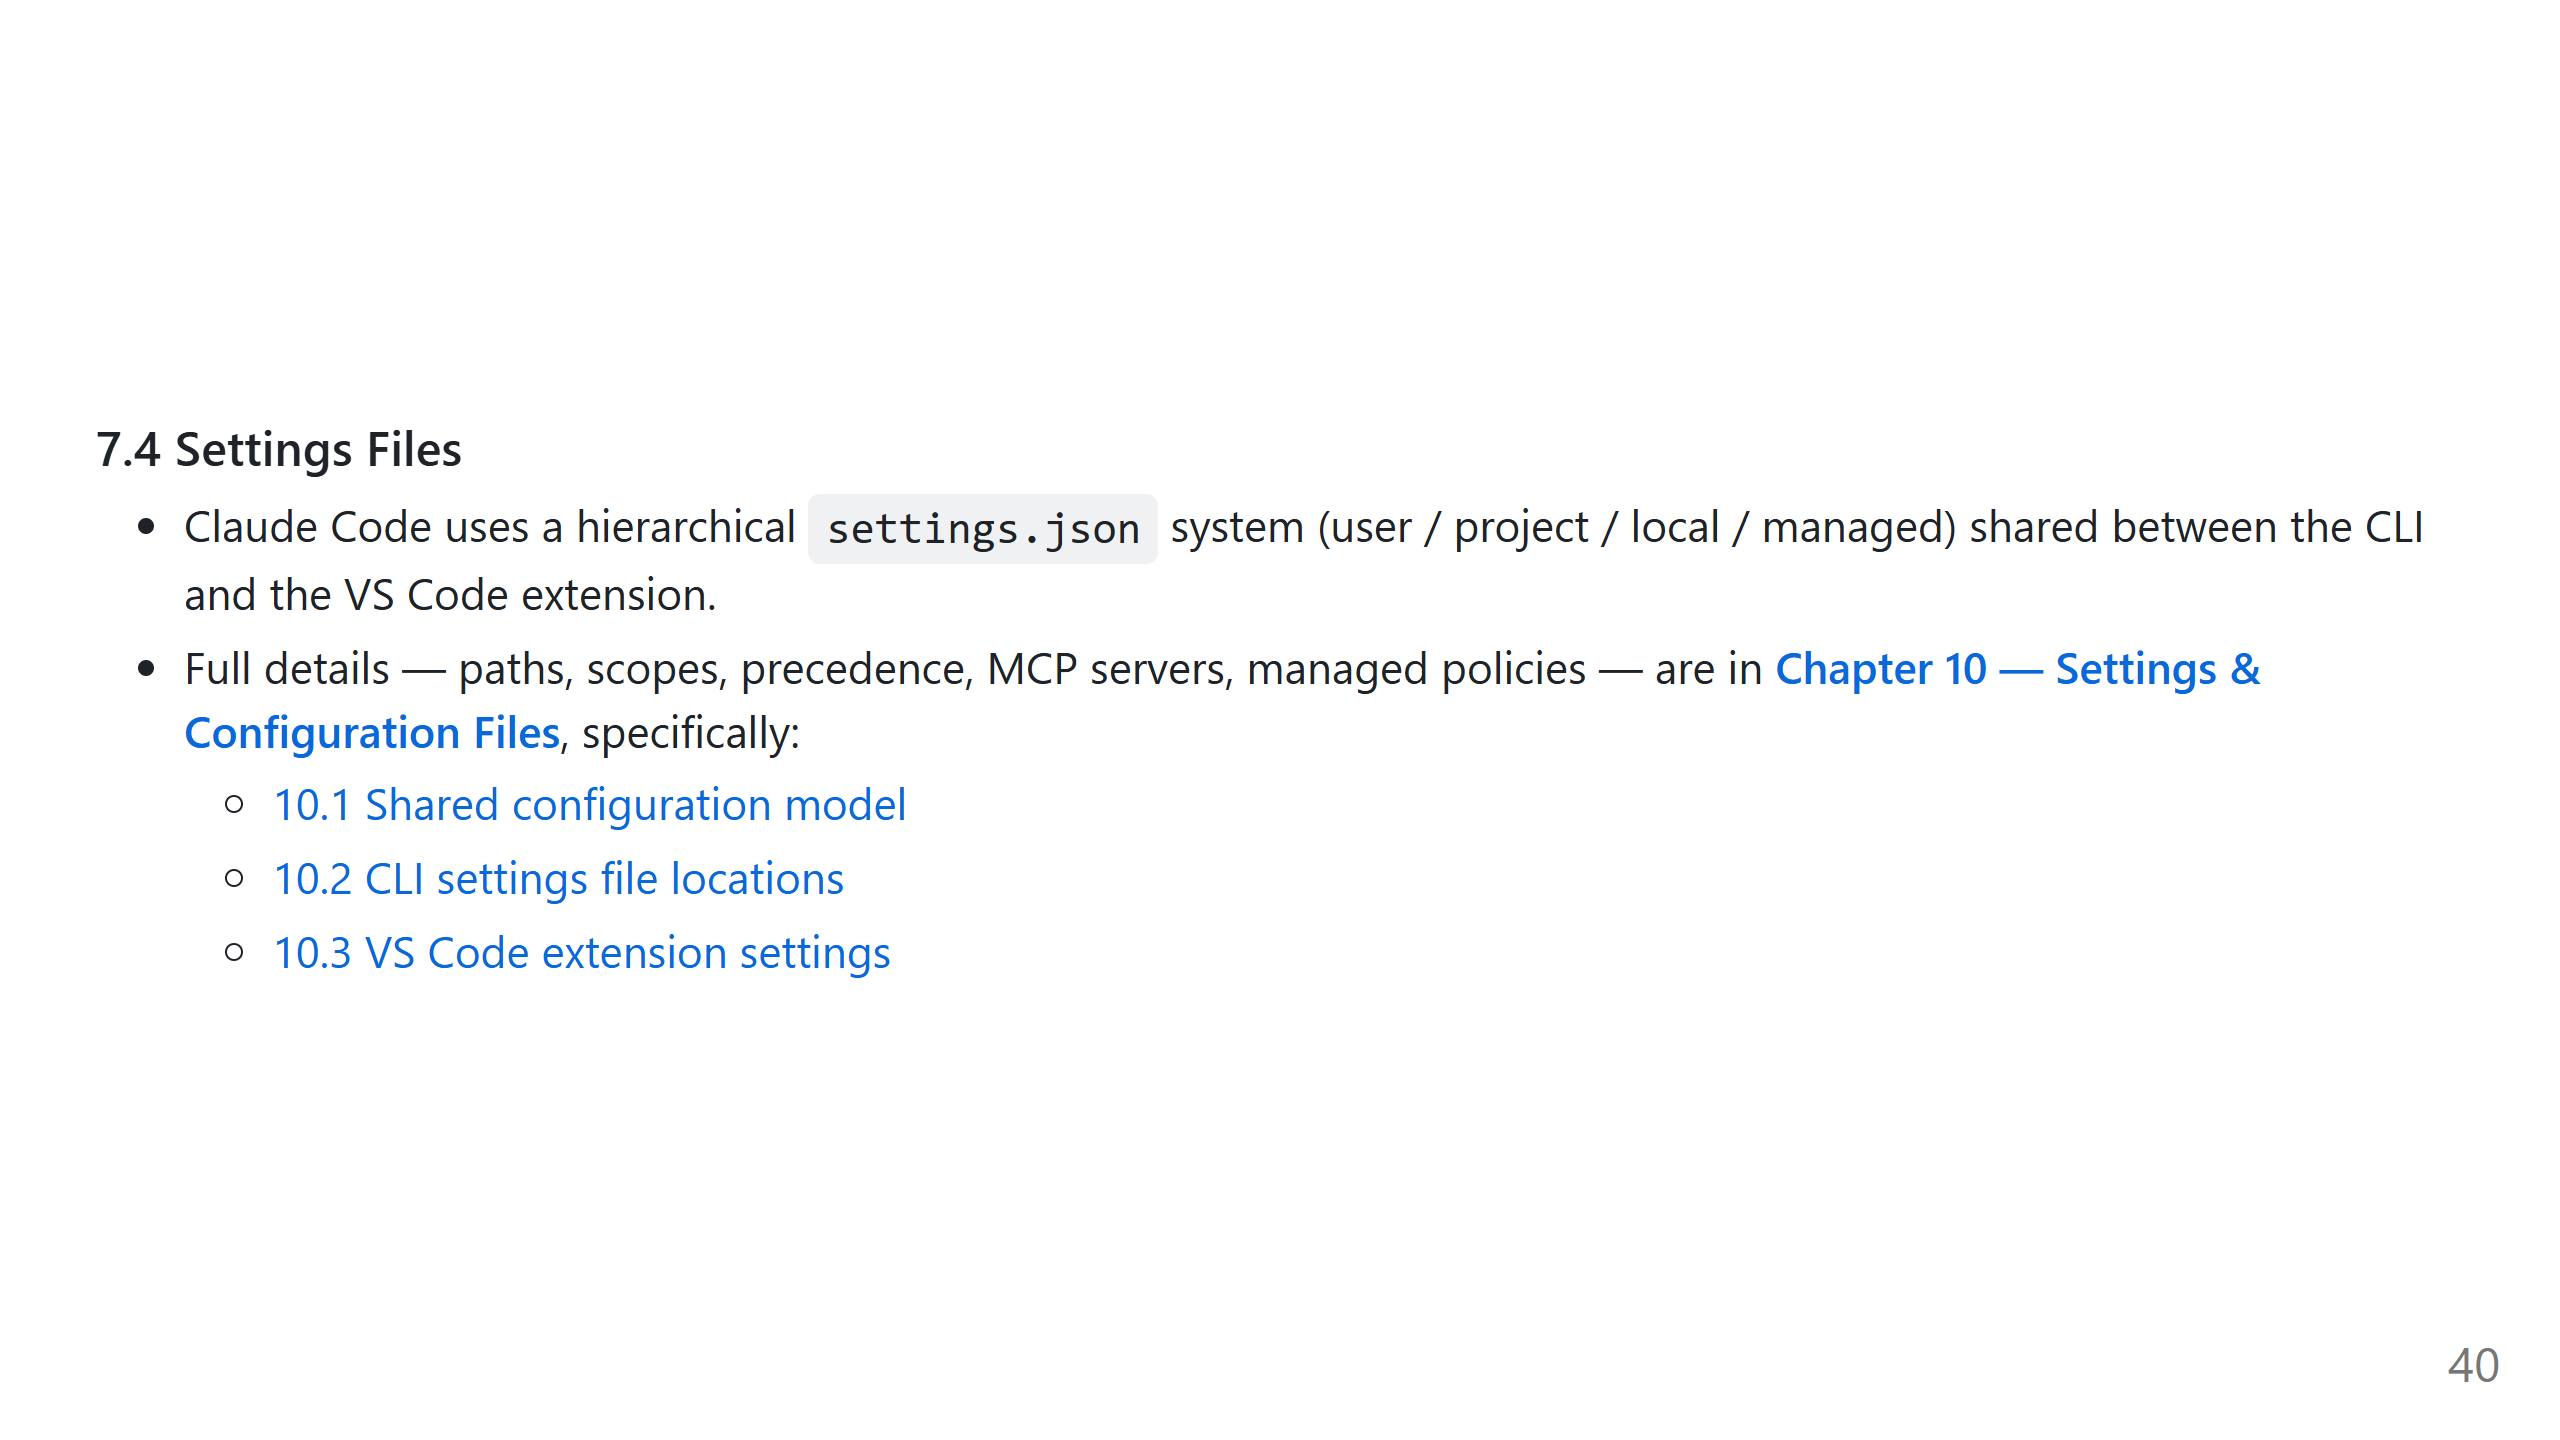 7.4 Settings Files
• Claude Code uses a hierarchical settings.json system (user / project / local / managed) shared between the CLI
and the VS Code extension.
• Full details — paths, scopes, precedence, MCP servers, managed policies — are in Chapter 10 — Settings &
Configuration Files, specifically:
○ 10.1 Shared configuration model
○ 10.2 CLI settings file locations
○ 10.3 VS Code extension settings
40